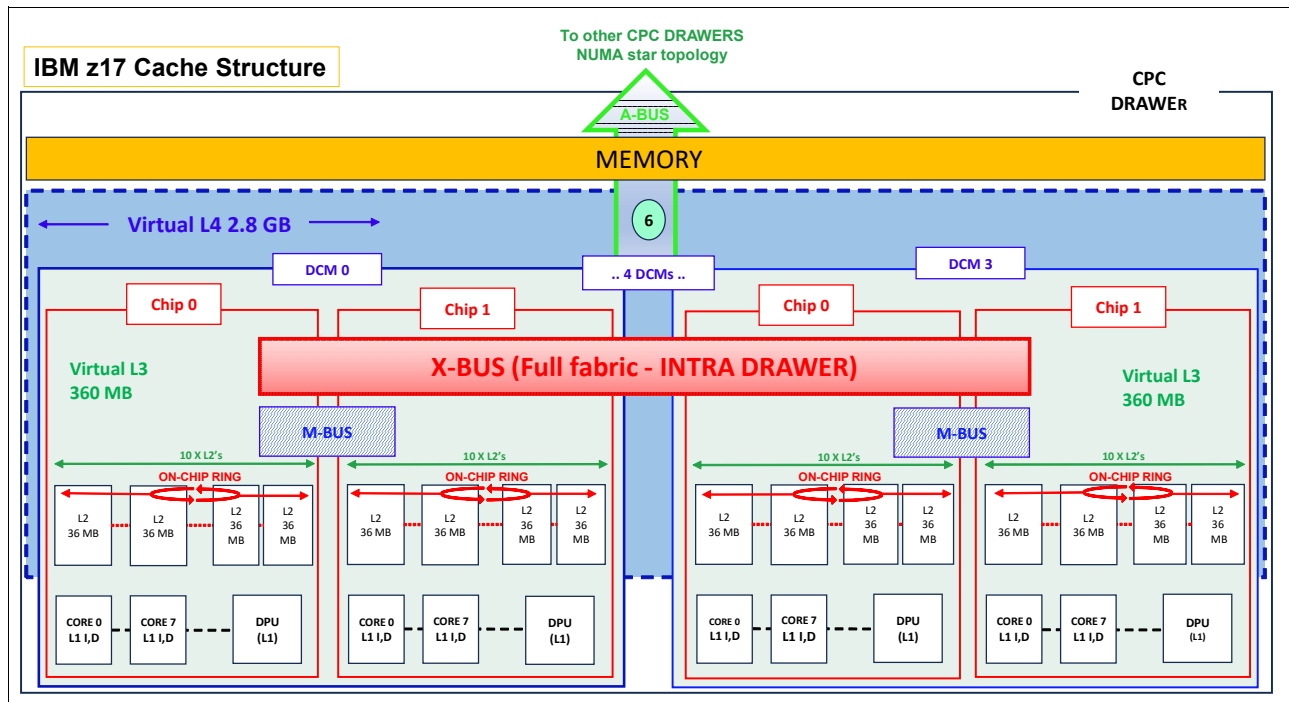 To other CPC DRAWERS
NUMA star topology
IBM z17 Cache Structure
CPC
DRAWER
A-BUS
MEMORY
Virtual L4 2.8 GB
6
DCM 0
.. 4 DCMs ..
DCM 3
Chip 0
Chip 1
Chip 0
Chip 1
X-BUS (Full fabric - INTRA DRAWER)
Virtual L3
360 MB
Virtual L3
360 MB
M-BUS
M-BUS
10 X L2's
10 X L2's
10 X L2's
10 X L2's
ON-CHIP RING
ON-CHIP RING
ON-CHIP RING
ON-CHIP RING
L2
36 MB
L2
36 MB
L2
36
MB
L2
36
MB
L2
36 MB
L2
36 MB
L2
36
MB
L2
36
MB
L2
36 MB
L2
36 MB
L2
36
MB
L2
36
MB
L2
36 MB
L2
36 MB
L2
36
MB
L2
36
MB
CORE 0
L1 I,D
CORE 7
L1 I,D
DPU
(L1)
CORE 0
L1 I,D
CORE 7
L1 I,D
DPU
(L1)
CORE 0
L1 I,D
CORE 7
L1 I,D
DPU
(L1)
CORE 0
L1 I,D
CORE 7
L1 I,D
DPU
(L1)